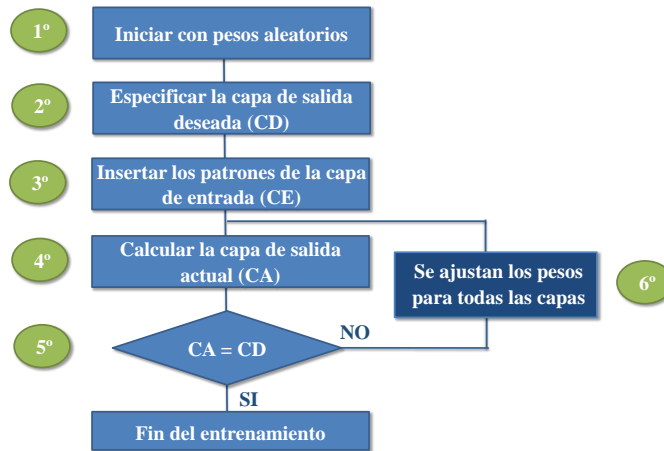 1º
Iniciar con pesos aleatorios
2º
Especificar la capa de salida
deseada (CD)
3º
Insertar los patrones de la capa
de entrada (CE)
4º
Calcular la capa de salida
actual (CA)
Se ajustan los pesos
para todas las capas
6º
5º
CA = CD
NO
SI
Fin del entrenamiento